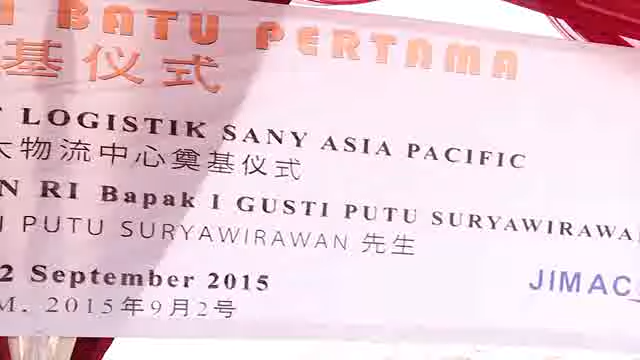 BATU PERTAMA
基仪式
LOGISTIK SANY ASIA PACIFIC
物流中心奠基仪式
RI Bapak I GUSTI PUTU SURYAWIRAWA
PUTU SURYAWIRAWAN 先生
2 September 2015
2015年9月2号
JIMAC